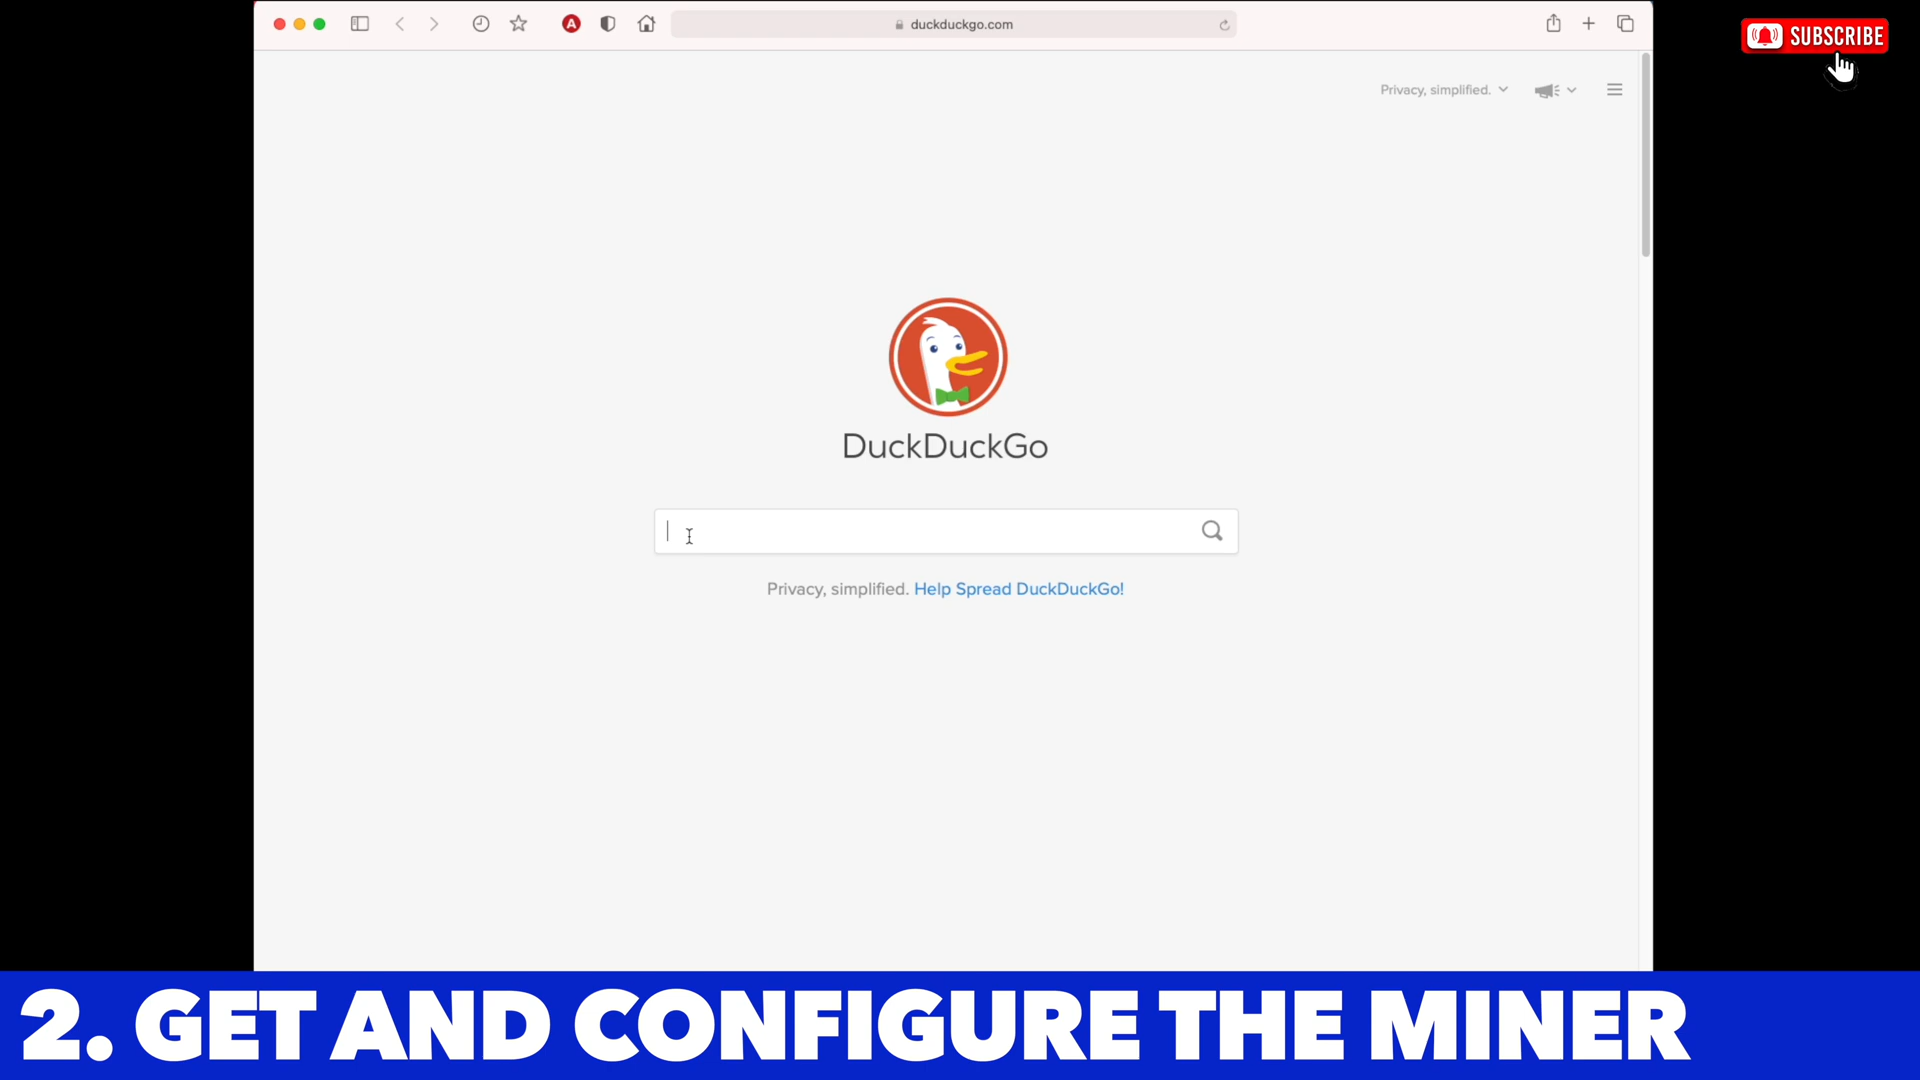 duckduckgo.com
SUBSCRIBE
Privacy, simplified.
DuckDuckGo
Privacy, simplified. Help Spread DuckDuckGo!
2. GET AND CONFIGURE THE MINER